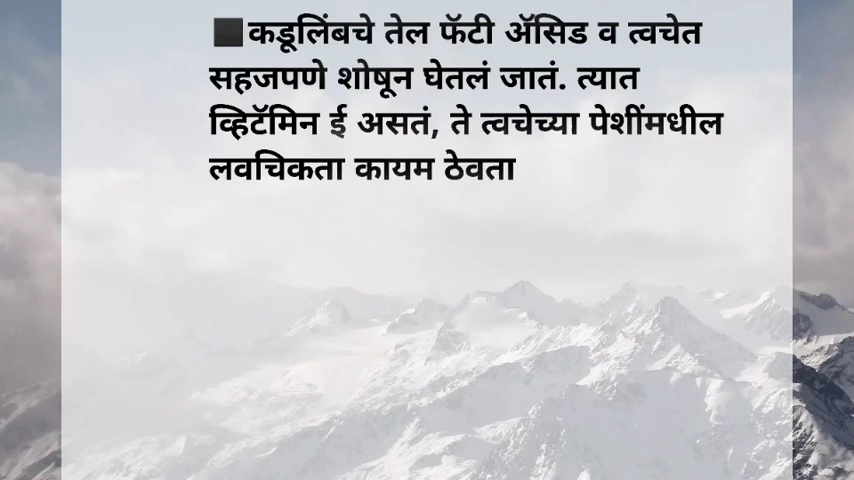 ⬛कडूलिंबचे तेल फॅटी ॲसिड व त्वचेत
सहजपणे शोषून घेतलं जातं. त्यात
व्हिटॅमिन ई असतं, ते त्वचेच्या पेशींमधील
लवचिकता कायम ठेवता